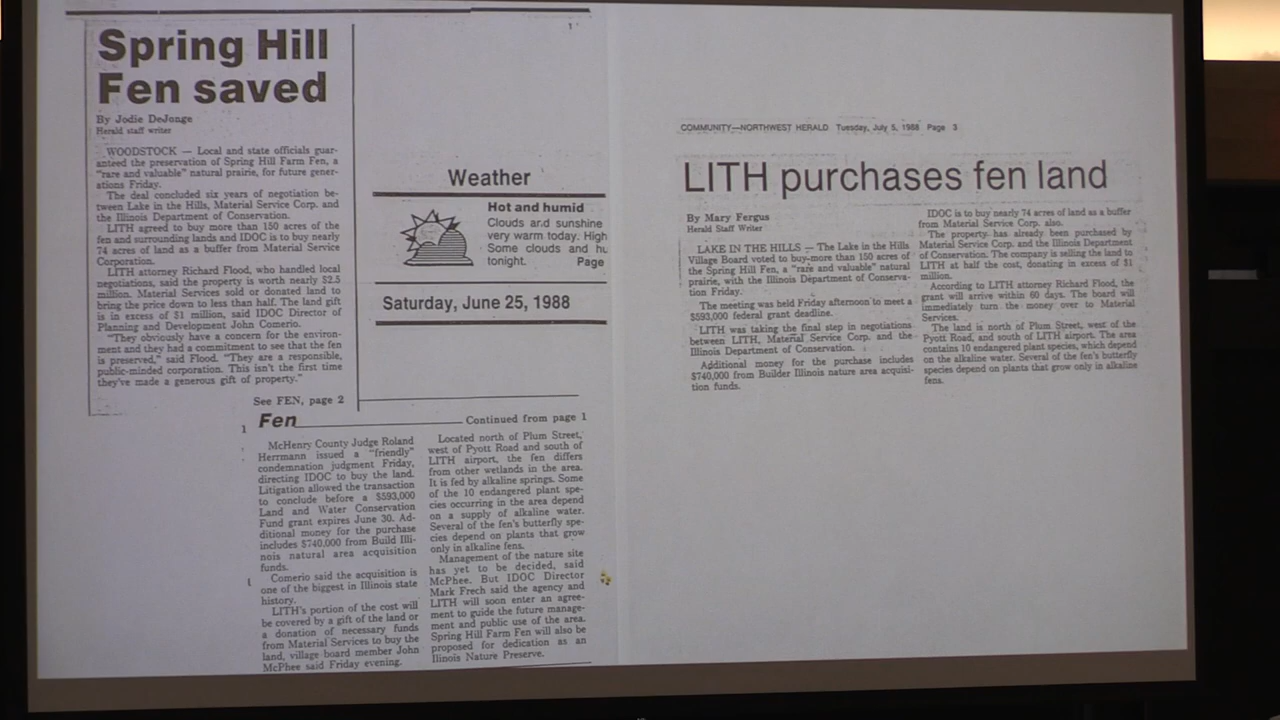 Spring Hill
Fen saved
By Jodie DeJonge
Herald staff writer
WOODSTOCK — Local and state officials guar-
anteed the preservation of Spring Hill Farm Fen, a
“rare and valuable” natural prairie, for future gener-
ations Friday.
The deal concluded six years of negotiation be-
tween Lake in the Hills, Material Service Corp. and
the Illinois Department of Conservation.
LITH agreed to buy more than 150 acres of the
fen and surrounding lands and IDOC is to buy nearly
74 acres of land as a buffer from Material Service
Corporation.
LITH attorney Richard Flood, who handled local
negotiations, said the property is worth nearly $2.5
million. Material Services sold or donated land to
bring the price down to less than half. The land gift
is in excess of $1 million, said IDOC Director of
Planning and Development John Comerio.
“They obviously have a concern for the environ-
ment and they had a commitment to see that the fen
is preserved,” said Flood. “They are a responsible,
public-minded corporation. This isn't the first time
they've made a generous gift of property.”
See FEN, page 2
Weather
Hot and humid
Clouds and sunshine
very warm today. High
Some clouds and hu
tonight. Page
Saturday, June 25, 1988
Fen Continued from page 1
McHenry County Judge Roland
Herrmann issued a “friendly”
condemnation judgment Friday,
directing IDOC to buy the land.
Litigation allowed the transaction
to conclude before a $593,000
Land and Water Conservation
Fund grant expires June 30. Ad-
ditional money for the purchase
includes $740,000 from Build Illi-
nois natural area acquisition
funds.
Comerio said the acquisition is
one of the biggest in Illinois state
history.
LITH's portion of the cost will
be covered by a gift of the land or
a donation of necessary funds
from Material Services to buy the
land, village board member John
McPhee said Friday evening.
Located north of Plum Street,
west of Pyott Road and south of
LITH airport, the fen differs
from other wetlands in the area.
It is fed by alkaline springs. Some
of the 10 endangered plant spe-
cies occurring in the area depend
on a supply of alkaline water.
Several of the fen's butterfly spe-
cies depend on plants that grow
only in alkaline fens.
Management of the nature site
has yet to be decided, said
McPhee. But IDOC Director
Mark Frech said the agency and
LITH will soon enter an agree-
ment to guide the future manage-
ment and public use of the area.
Spring Hill Farm Fen will also be
proposed for dedication as an
Illinois Nature Preserve.
COMMUNITY—NORTHWEST HERALD Tuesday, July 5, 1988 Page 3
LITH purchases fen land
By Mary Fergus
Herald Staff Writer
LAKE IN THE HILLS — The Lake in the Hills
Village Board voted to buy more than 150 acres of
the Spring Hill Fen, a “rare and valuable” natural
prairie, with the Illinois Department of Conserva-
tion Friday.
The meeting was held Friday afternoon to meet a
$593,000 federal grant deadline.
LITH was taking the final step in negotiations
between LITH, Material Service Corp. and the
Illinois Department of Conservation.
Additional money for the purchase includes
$740,000 from Builder Illinois nature area acquisi-
tion funds.
IDOC is to buy nearly 74 acres of land as a buffer
from Material Service Corp. also.
The property has already been purchased by
Material Service Corp. and the Illinois Department
of Conservation. The company is selling the land to
LITH at half the cost, donating in excess of $1
million.
According to LITH attorney Richard Flood, the
grant will arrive within 60 days. The board will
immediately turn the money over to Material
Services.
The land is north of Plum Street, west of the
Pyott Road, and south of LITH airport. The area
contains 10 endangered plant species, which depend
on the alkaline water. Several of the fen's butterfly
species depend on plants that grow only in alkaline
fens.